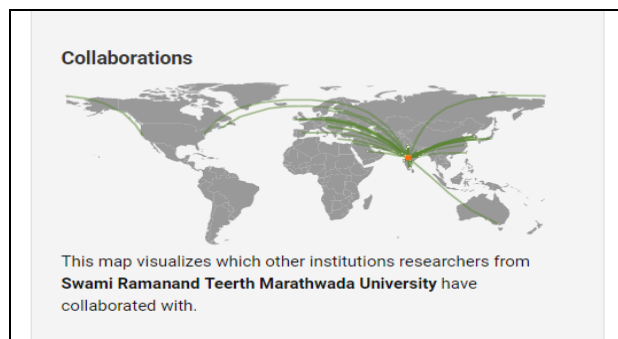 Collaborations
This map visualizes which other institutions researchers from
Swami Ramanand Teerth Marathwada University have
collaborated with.